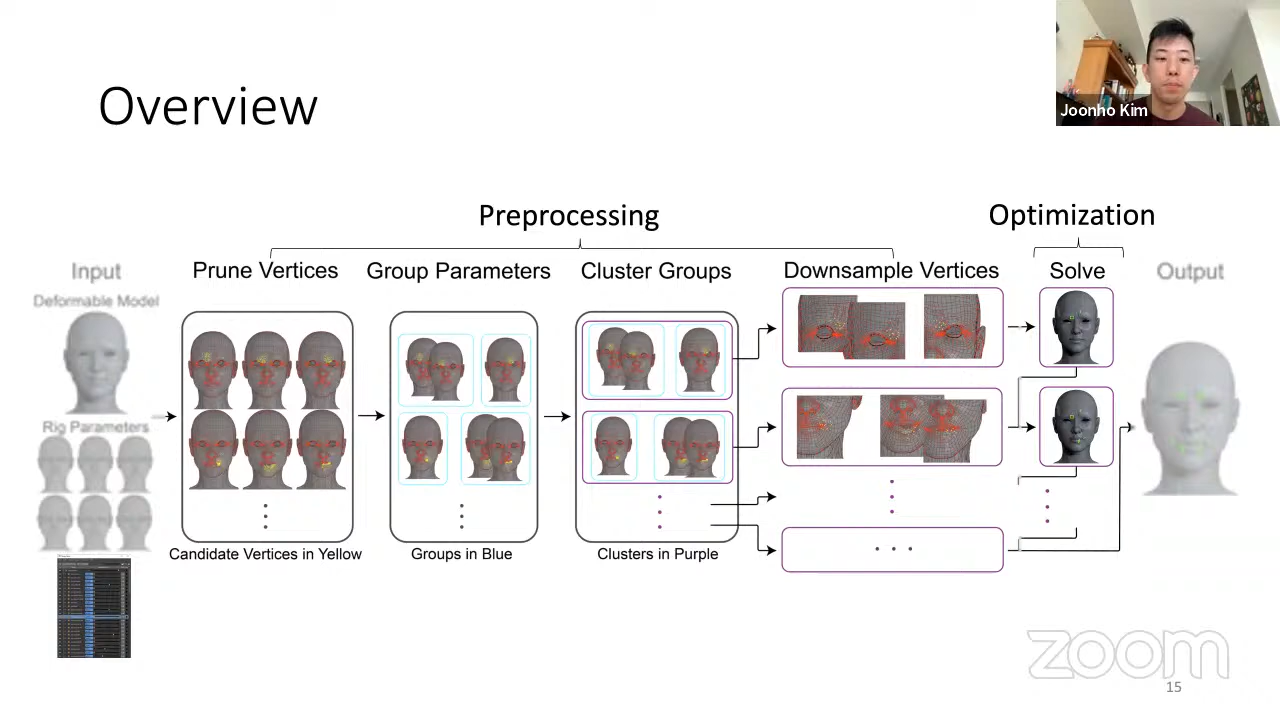 Joonho Kim
Overview
Preprocessing
Optimization
Input
Prune Vertices
Group Parameters
Cluster Groups
Downsample Vertices
Solve
Output
Deformable Model
Rig Parameters
Candidate Vertices in Yellow
Groups in Blue
Clusters in Purple
zoom
15